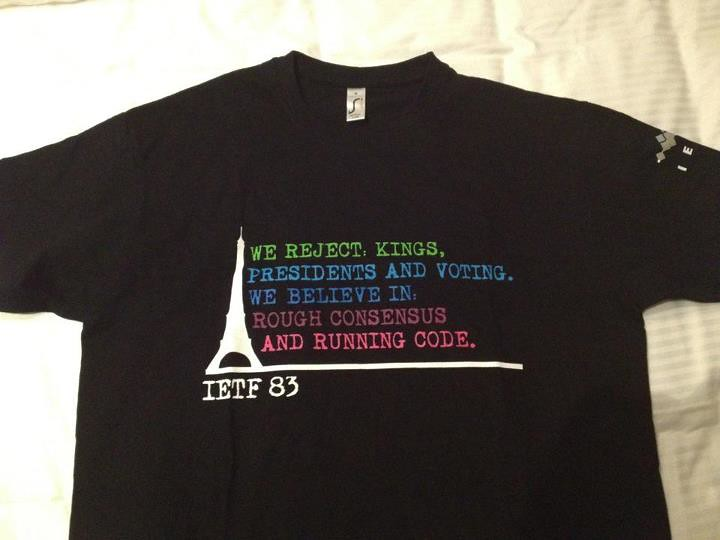 WE REJECT: KINGS,
PRESIDENTS AND VOTING.
WE BELIEVE IN:
ROUGH CONSENSUS
AND RUNNING CODE.
IETF 83
I E